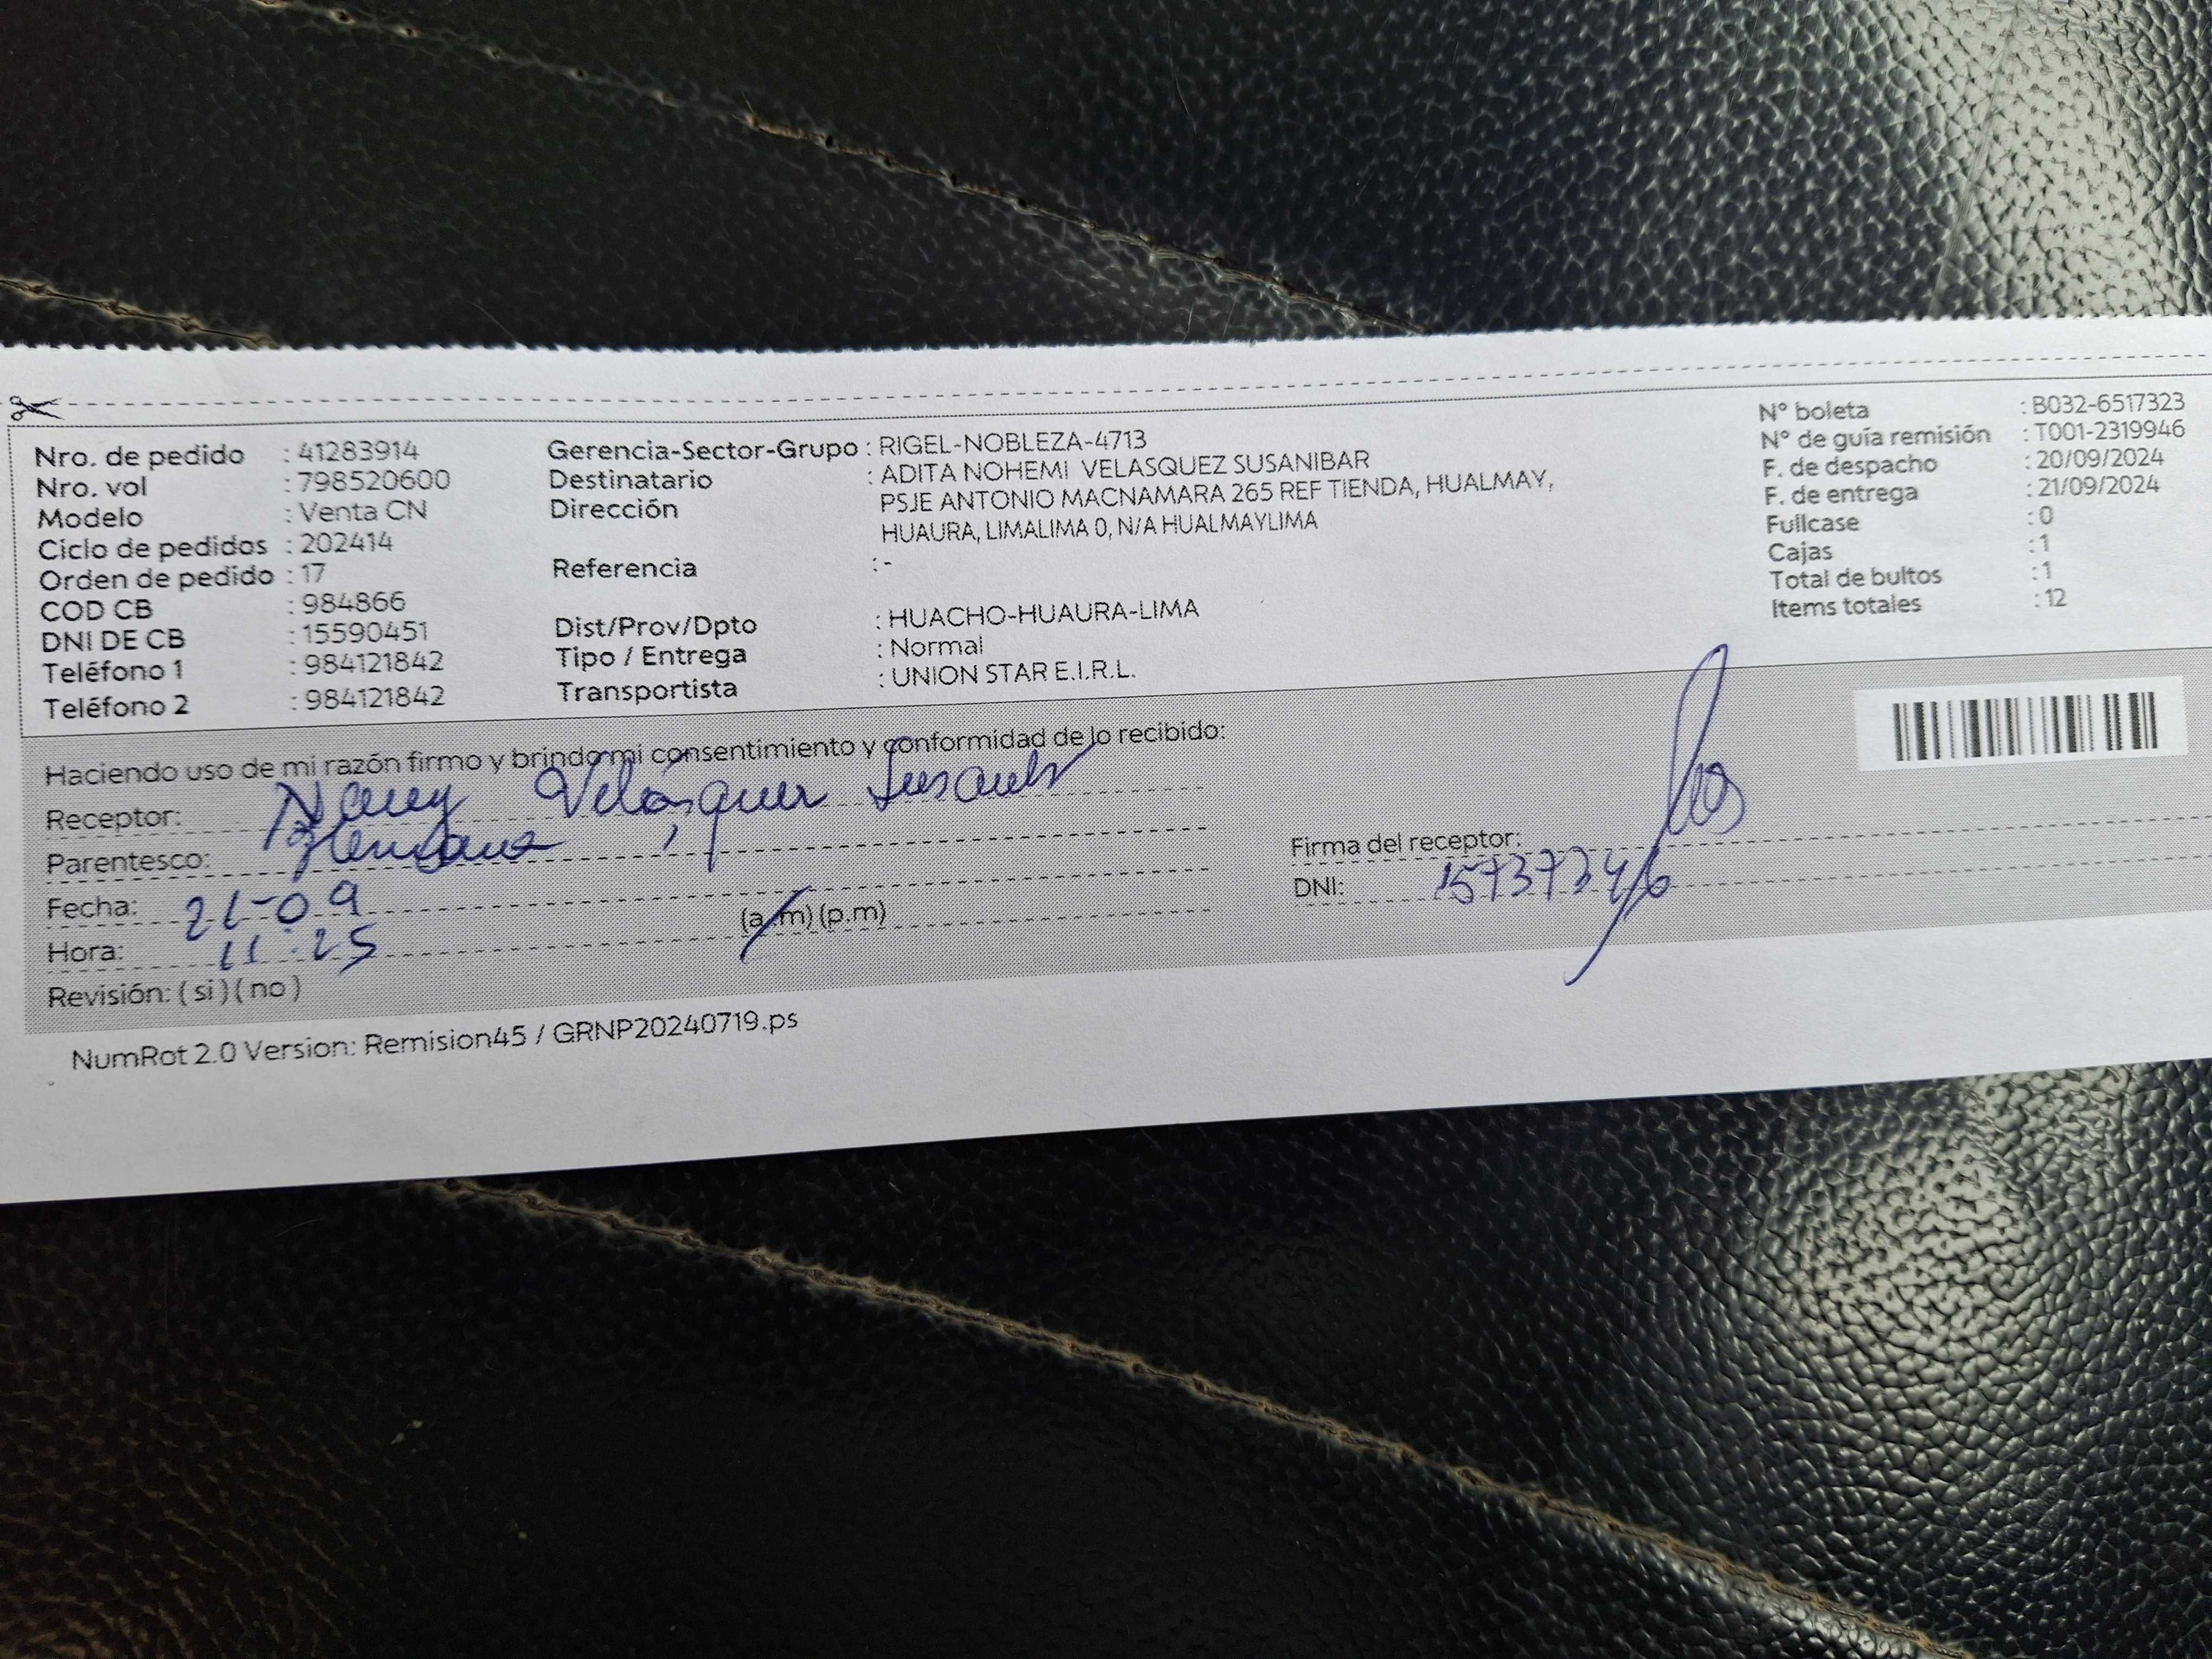 Nro. de pedido : 41283914
Nro. vol : 798520600
Modelo : Venta CN
Ciclo de pedidos : 202414
Orden de pedido : 17
COD CB : 984866
DNI DE CB : 15590451
Teléfono 1 : 984121842
Teléfono 2 : 984121842
Gerencia-Sector-Grupo : RIGEL-NOBLEZA-4713
Destinatario : ADITA NOHEMI VELASQUEZ SUSANIBAR
Dirección PSJE ANTONIO MACNAMARA 265 REF TIENDA, HUALMAY,
HUAURA, LIMALIMA 0, N/A HUALMAYLIMA
Referencia : -
Dist/Prov/Dpto : HUACHO-HUAURA-LIMA
Tipo / Entrega : Normal
Transportista : UNION STAR E.I.R.L.
N° boleta : B032-6517323
N° de guía remisión : T001-2319946
F. de despacho : 20/09/2024
F. de entrega : 21/09/2024
Fullcase : 0
Cajas : 1
Total de bultos : 1
Items totales : 12
Haciendo uso de mi razón firmo y brindo mi consentimiento y conformidad de lo recibido:
Receptor: Nancy Velásquez
Parentesco: Hermana
Fecha: 21-09
Hora: 11:25 (a.m) (p.m)
Revisión: ( si ) ( no )
Firma del receptor:
DNI: 15737346
NumRot 2.0 Version: Remision45 / GRNP20240719.ps